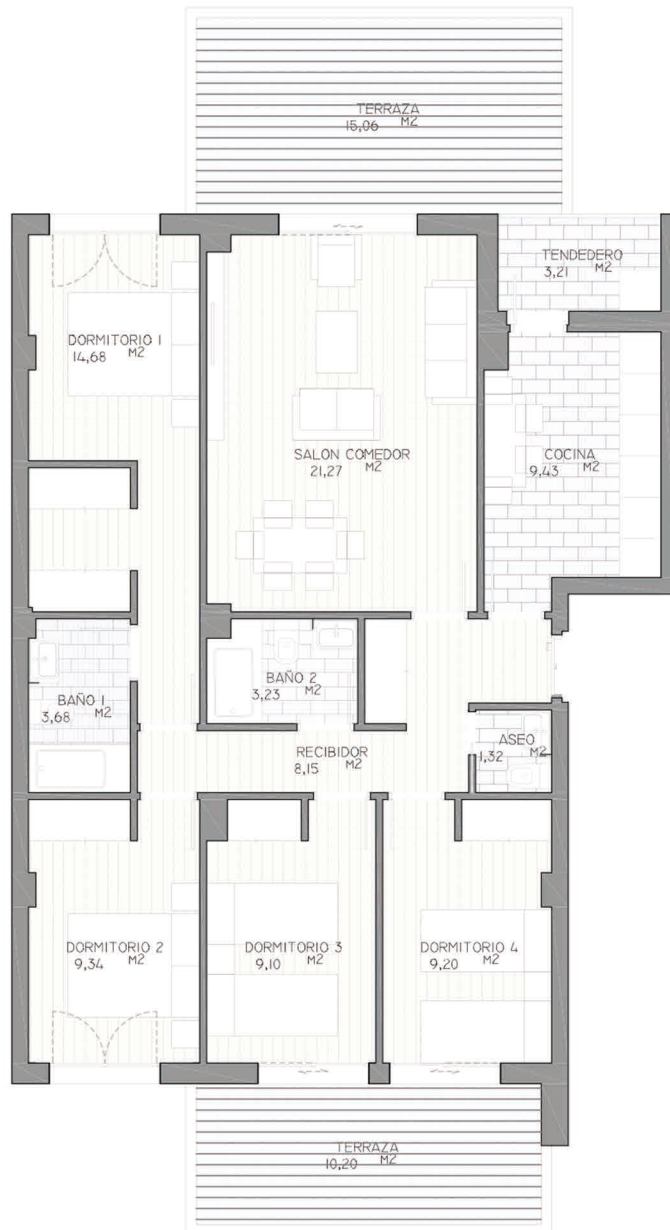 TERRAZA
15,06 M2
TENDEDERO
3,21 M2
DORMITORIO 1
14,68 M2
SALON COMEDOR
21,27 M2
COCINA
9,43 M2
BAÑO 1
3,68 M2
BAÑO 2
3,23 M2
RECIBIDOR
8,15 M2
ASEO
1,32 M2
DORMITORIO 2
9,34 M2
DORMITORIO 3
9,10 M2
DORMITORIO 4
9,20 M2
TERRAZA
10,20 M2